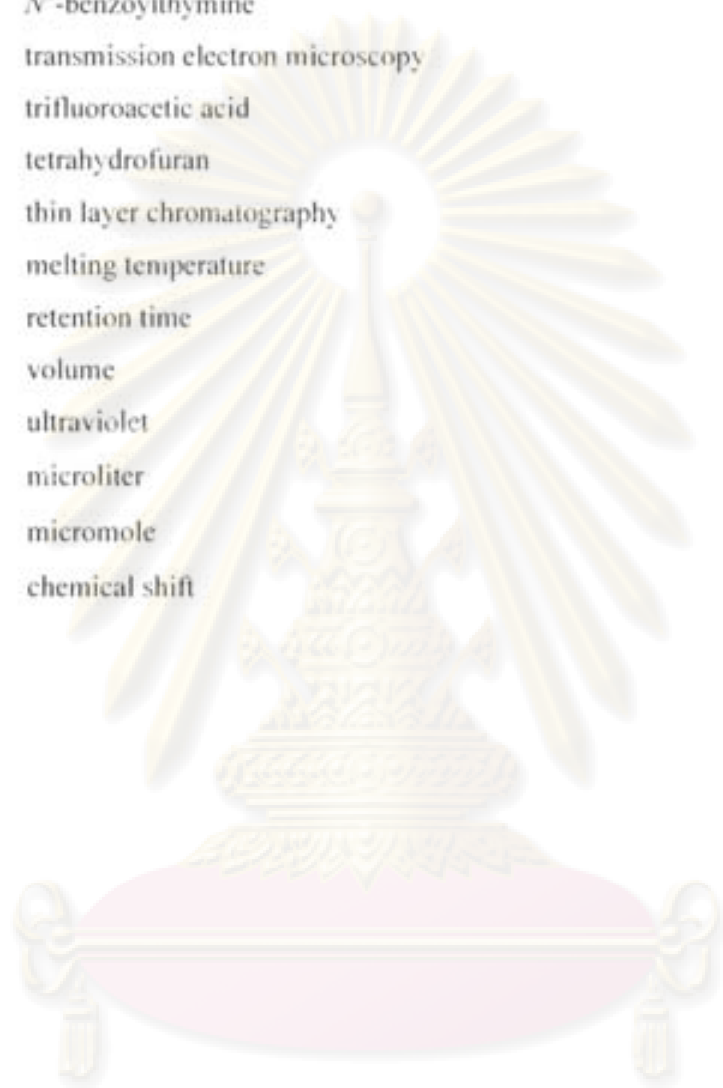 -benzoylthymine
transmission electron microscopy
trifluoroacetic acid
tetrahydrofuran
thin layer chromatography
melting temperature
retention time
volume
ultraviolet
microliter
micromole
chemical shift